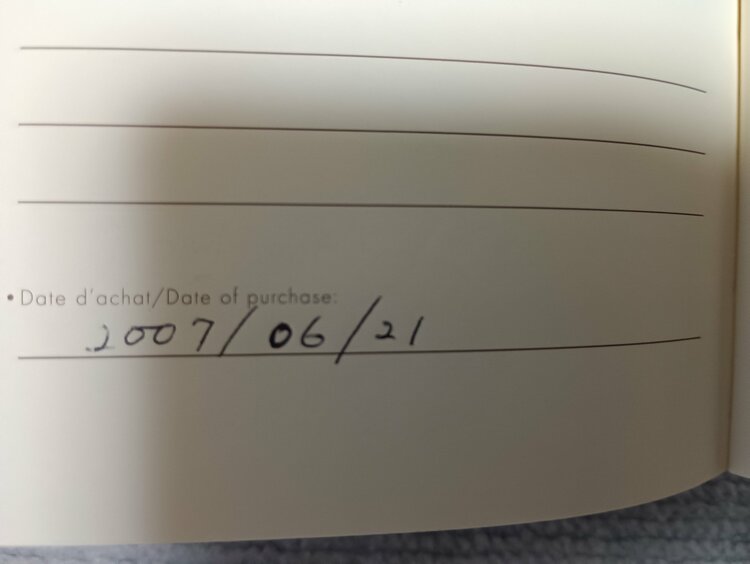 • Date d'achat/Date of purchase:
2007/06/21